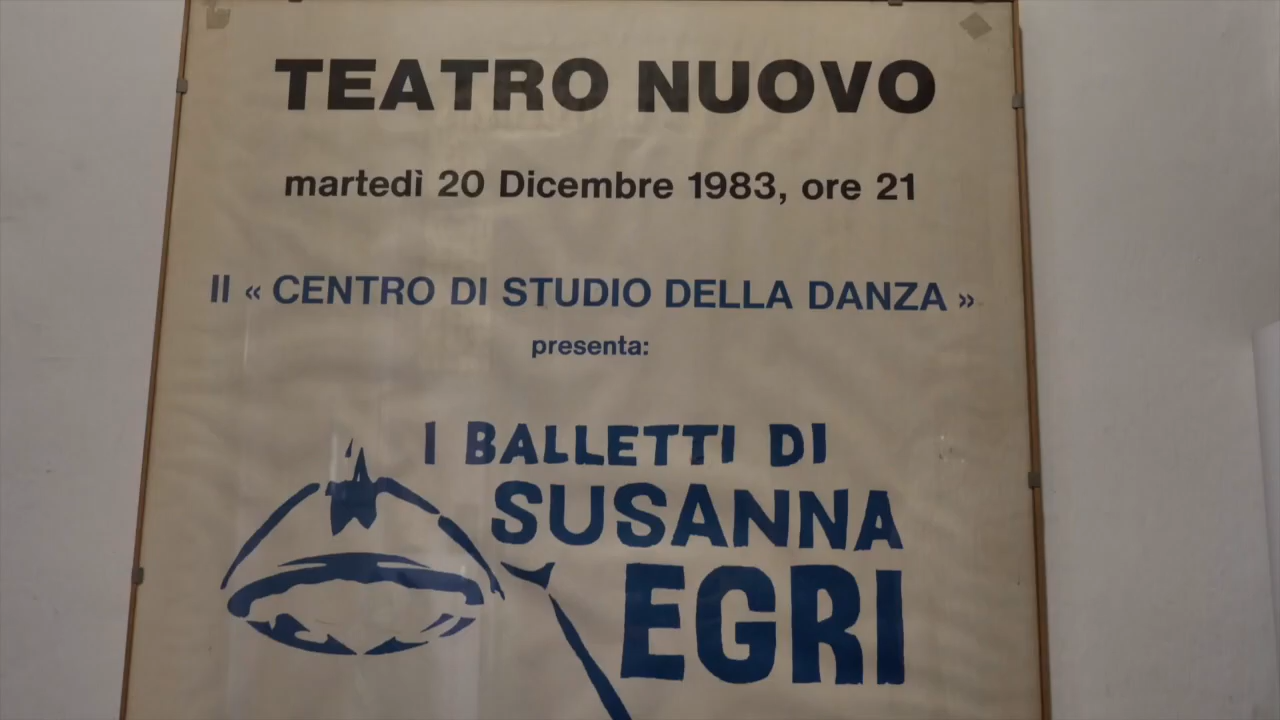 TEATRO NUOVO
martedì 20 Dicembre 1983, ore 21
Il « CENTRO DI STUDIO DELLA DANZA »
presenta:
I BALLETTI DI
SUSANNA
EGRI